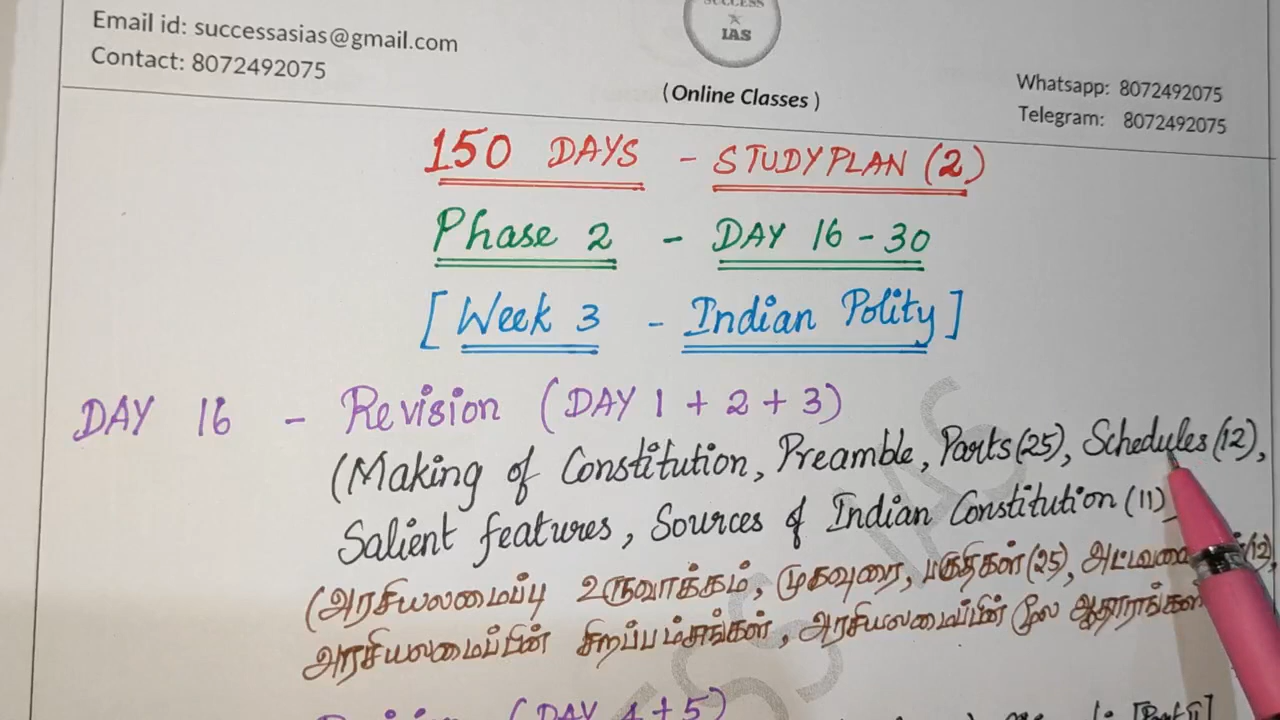 Email id: successasias@gmail.com
Contact: 8072492075
SUCCESS
IAS
(Online Classes)
Whatsapp: 8072492075
Telegram: 8072492075
150 DAYS - STUDYPLAN (2)
Phase 2 - DAY 16 - 30
[Week 3 - Indian Polity]
DAY 16 - Revision (DAY 1 + 2 + 3)
(Making of Constitution, Preamble, Parts(25), Schedules(12),
Salient features, Sources of Indian Constitution (11)
(அரசியலமைப்பு உருவாக்கம், முகவுரை, பகுதிகள்(25), (12),
அரசியலமைப்பின் சிறப்பம்சங்கள், அரசியலமைப்பின் மூல ஆதாரங்கள்
Revision (DAY 4 + 5)